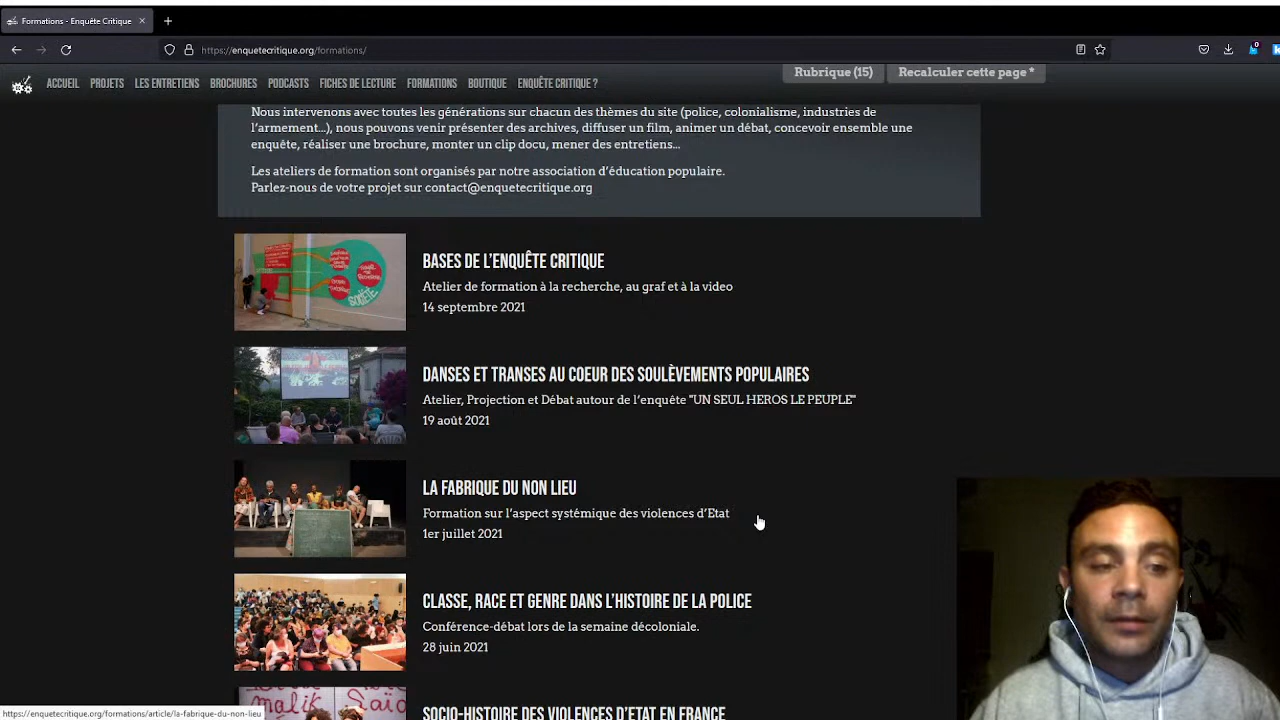 Formations - Enquête Critique
https://enquetecritique.org/formations/
ACCUEIL PROJETS LES ENTRETIENS BROCHURES PODCASTS FICHES DE LECTURE FORMATIONS BOUTIQUE ENQUÊTE CRITIQUE ?
Rubrique (15) Recalculer cette page *
Nous intervenons avec toutes les générations sur chacun des thèmes du site (police, colonialisme, industries de
l’armement...), nous pouvons venir présenter des archives, diffuser un film, animer un débat, concevoir ensemble une
enquête, réaliser une brochure, monter un clip docu, mener des entretiens...
Les ateliers de formation sont organisés par notre association d’éducation populaire.
Parlez-nous de votre projet sur contact@enquetecritique.org
BASES DE L’ENQUÊTE CRITIQUE
Atelier de formation à la recherche, au graf et à la video
14 septembre 2021
SOCIÉTÉ
DANSES ET TRANSES AU COEUR DES SOULÈVEMENTS POPULAIRES
Atelier, Projection et Débat autour de l’enquête "UN SEUL HEROS LE PEUPLE"
19 août 2021
LA FABRIQUE DU NON LIEU
Formation sur l’aspect systémique des violences d’Etat
1er juillet 2021
CLASSE, RACE ET GENRE DANS L’HISTOIRE DE LA POLICE
Conférence-débat lors de la semaine décoloniale.
28 juin 2021
malik
SOCIO-HISTOIRE DES VIOLENCES D’ETAT EN FRANCE
https://enquetecritique.org/formations/article/la-fabrique-du-non-lieu